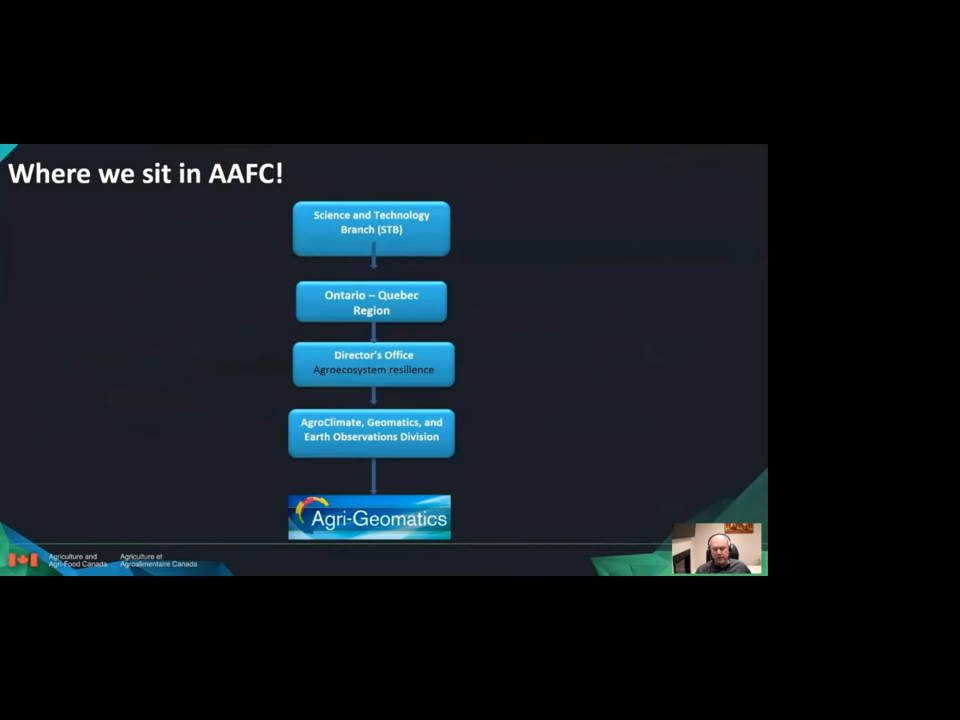 Where we sit in AAFC!
Science and Technology
Branch (STB)
Ontario – Quebec
Region
Director's Office
Agroecosystem resilience
AgroClimate, Geomatics, and
Earth Observations Division
Agri-Geomatics
Agriculture and
Agri-Food Canada
Agriculture et
Agroalimentaire Canada